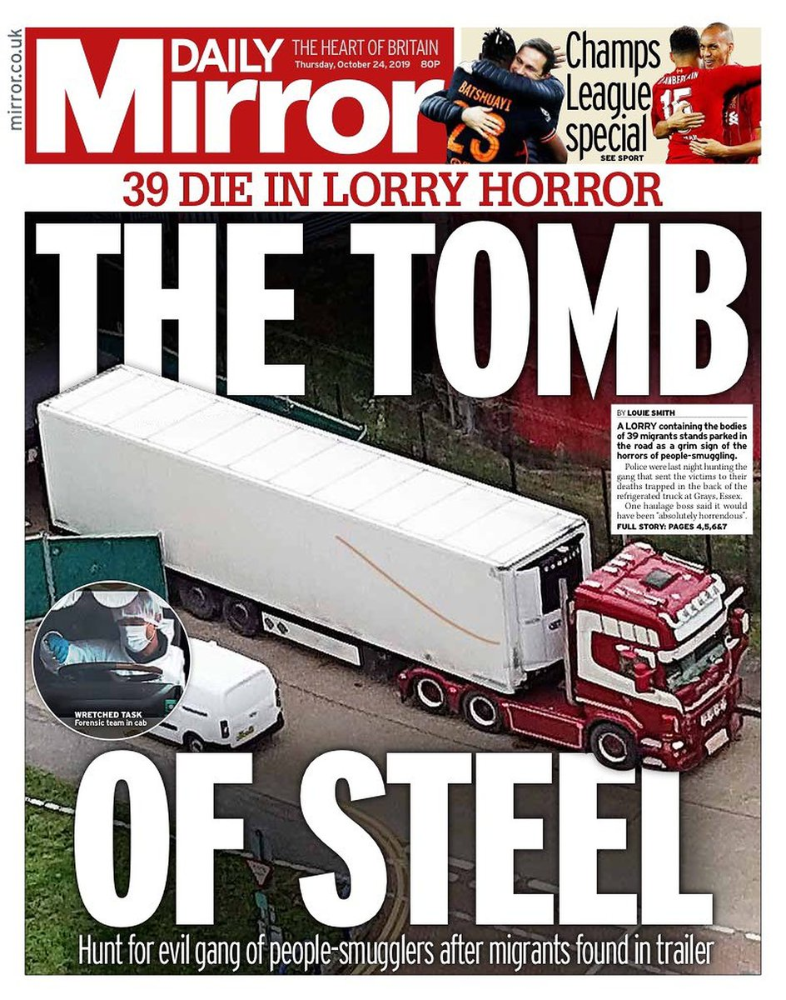 mirror.co.uk
DAILY
Mirror
THE HEART OF BRITAIN
Thursday, October 24, 2019 80P
BATSHUAYI
23
Champs
League
special
SEE SPORT
15
39 DIE IN LORRY HORROR
THE TOMB
BY LOUIE SMITH
A LORRY containing the bodies
of 39 migrants stands parked in
the road as a grim sign of the
horrors of people-smuggling.
Police were last night hunting the
gang that sent the victims to their
deaths trapped in the back of the
refrigerated truck at Grays, Essex.
One haulage boss said it would
have been "absolutely horrendous".
FULL STORY: PAGES 4,5,6&7
WRETCHED TASK
Forensic team in cab
OF STEEL
Hunt for evil gang of people-smugglers after migrants found in trailer